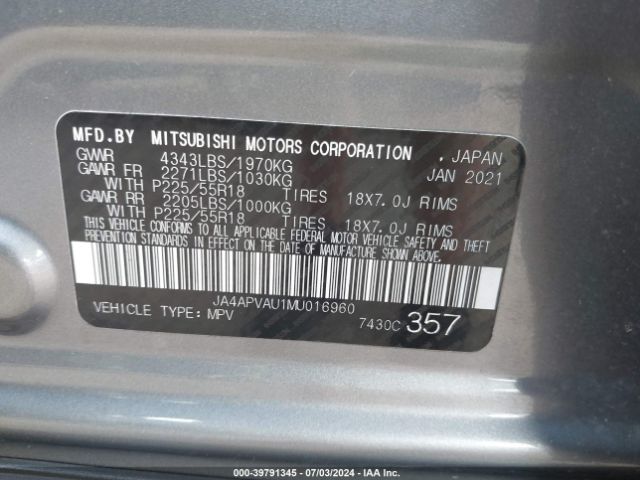 MFD.BY MITSUBISHI MOTORS CORPORATION , JAPAN
GVWR 4343LBS/1970KG JAN 2021
GAWR FR 2271LBS/1030KG
WITH P225/55R18 TIRES 18X7.0J RIMS
GAWR RR 2205LBS/1000KG
WITH P225/55R18 TIRES 18X7.0J RIMS
THIS VEHICLE CONFORMS TO ALL APPLICABLE FEDERAL MOTOR VEHICLE SAFETY AND THEFT
PREVENTION STANDARDS IN EFFECT ON THE DATE OF MANUFACTURE SHOWN ABOVE.
JA4APVAU1MU016960
VEHICLE TYPE: MPV 7430C 357
000-39791345 - 07/03/2024 - IAAI.COM